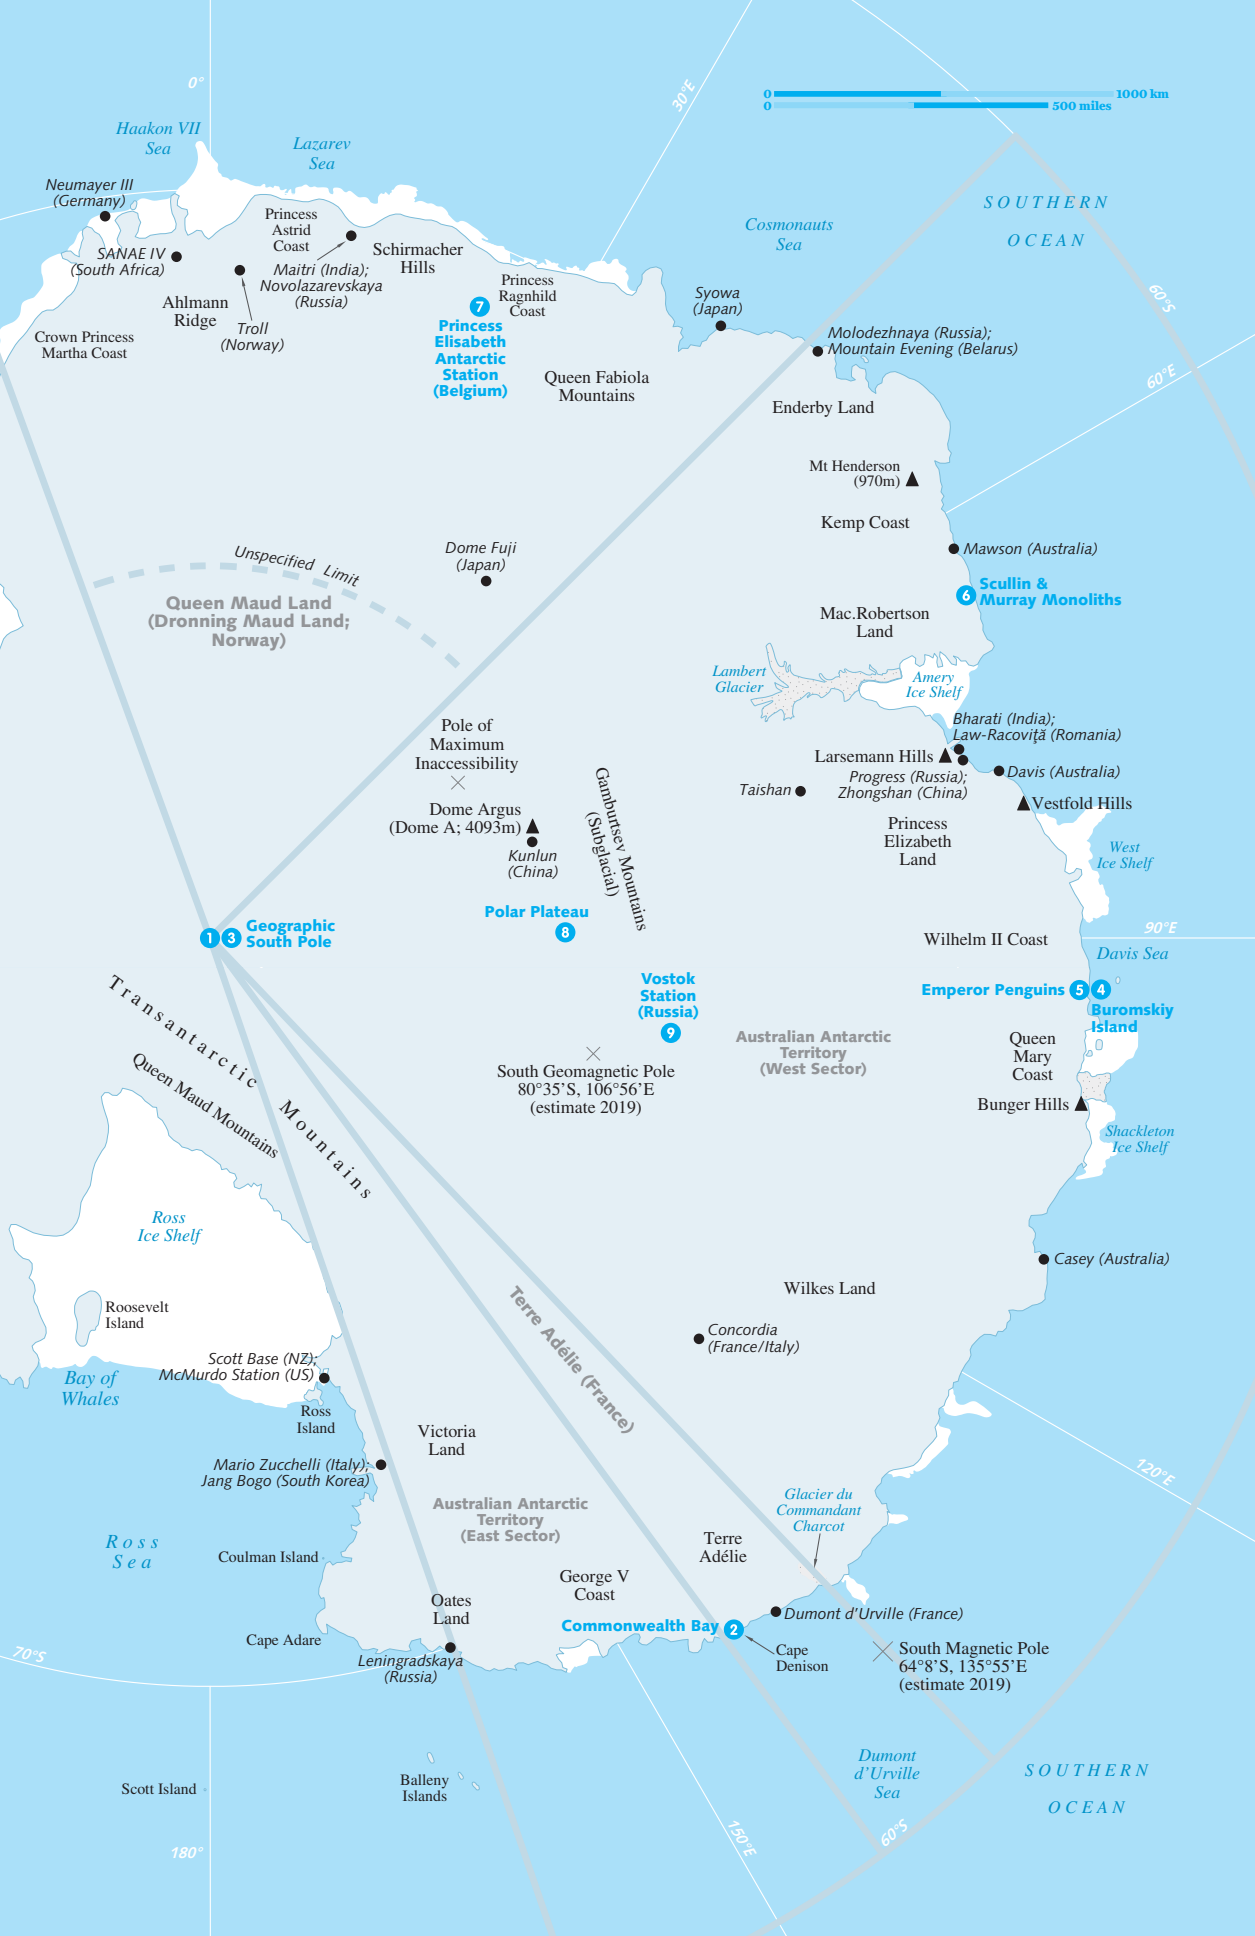 0°
30°E
0
1000 km
0
500 miles
Haakon VII
Sea
Lazarev
Sea
Neumayer III
(Germany)
SOUTHERN
OCEAN
Princess
Astrid
Coast
Cosmonauts
Sea
Schirmacher
Hills
SANAE IV
(South Africa)
Maitri (India);
Novolazarevskaya
(Russia)
Princess
Ragnhild
Coast
Syowa
(Japan)
60°S
Ahlmann
Ridge
7
Princess
Elisabeth
Antarctic
Station
(Belgium)
Troll
(Norway)
Crown Princess
Martha Coast
Molodezhnaya (Russia);
Mountain Evening (Belarus)
60°E
Queen Fabiola
Mountains
Enderby Land
Mt Henderson
(970m)
Kemp Coast
Dome Fuji
(Japan)
Mawson (Australia)
Unspecified Limit
6
Scullin &
Murray Monoliths
Queen Maud Land
(Dronning Maud Land;
Norway)
Mac.Robertson
Land
Lambert
Glacier
Amery
Ice Shelf
Pole of
Maximum
Inaccessibility
Bharati (India);
Law-Racoviţă (Romania)
Larsemann Hills
Progress (Russia);
Zhongshan (China)
Davis (Australia)
Taishan
Vestfold Hills
Dome Argus
(Dome A; 4093m)
Kunlun
(China)
Gamburtsev Mountains
(Subglacial)
Princess
Elizabeth
Land
West
Ice Shelf
Polar Plateau
8
1
3
Geographic
South Pole
90°E
Wilhelm II Coast
Davis Sea
Vostok
Station
(Russia)
9
Emperor Penguins
5
4
Buromskiy
Island
Transantarctic
Mountains
Queen Maud Mountains
Australian Antarctic
Territory
(West Sector)
Queen
Mary
Coast
South Geomagnetic Pole
80°35’S, 106°56’E
(estimate 2019)
Bunger Hills
Shackleton
Ice Shelf
Ross
Ice Shelf
Casey (Australia)
Wilkes Land
Roosevelt
Island
Terre Adélie (France)
Concordia
(France/Italy)
Scott Base (NZ);
McMurdo Station (US)
Bay of
Whales
Ross
Island
Victoria
Land
Mario Zucchelli (Italy);
Jang Bogo (South Korea)
120°E
Glacier du
Commandant
Charcot
Australian Antarctic
Territory
(East Sector)
Ross
Sea
Terre
Adélie
Coulman Island
George V
Coast
Oates
Land
Dumont d’Urville (France)
Commonwealth Bay
2
Cape Adare
Cape
Denison
70°S
Leningradskaya
(Russia)
South Magnetic Pole
64°8’S, 135°55’E
(estimate 2019)
Dumont
d’Urville
Sea
SOUTHERN
OCEAN
Scott Island
Balleny
Islands
60°S
150°E
180°